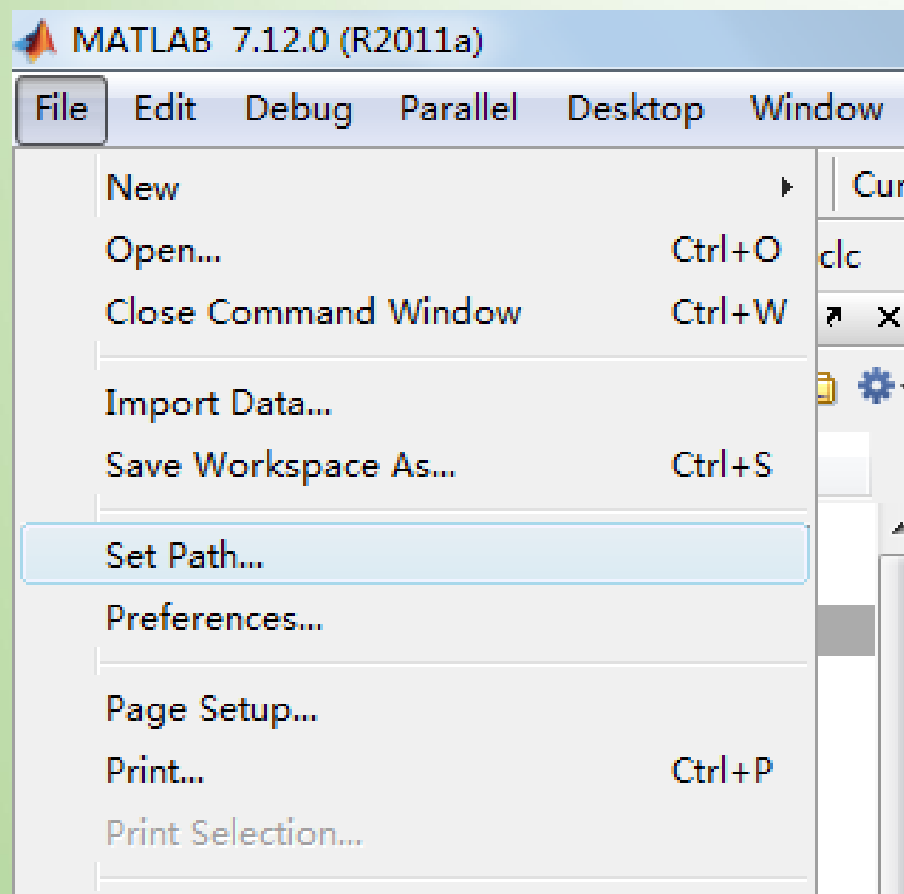 MATLAB 7.12.0 (R2011a)
File Edit Debug Parallel Desktop Window
New
Open... Ctrl+O
Close Command Window Ctrl+W
Import Data...
Save Workspace As... Ctrl+S
Set Path...
Preferences...
Page Setup...
Print... Ctrl+P
Print Selection...
Cur
clc